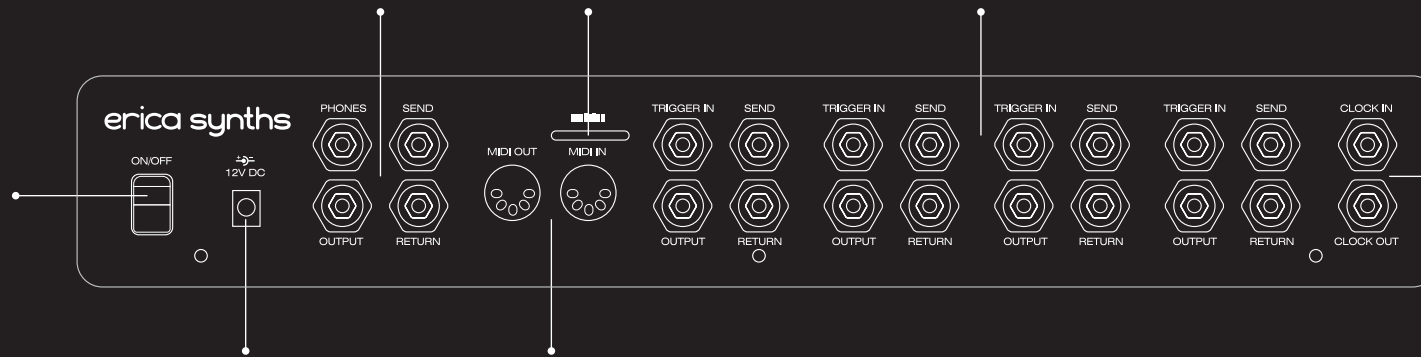 erica synths
ON/OFF
12V DC
PHONES
SEND
OUTPUT
RETURN
MIDI OUT
MIDI IN
TRIGGER IN
SEND
OUTPUT
RETURN
TRIGGER IN
SEND
OUTPUT
RETURN
TRIGGER IN
SEND
OUTPUT
RETURN
TRIGGER IN
SEND
OUTPUT
RETURN
CLOCK IN
CLOCK OUT